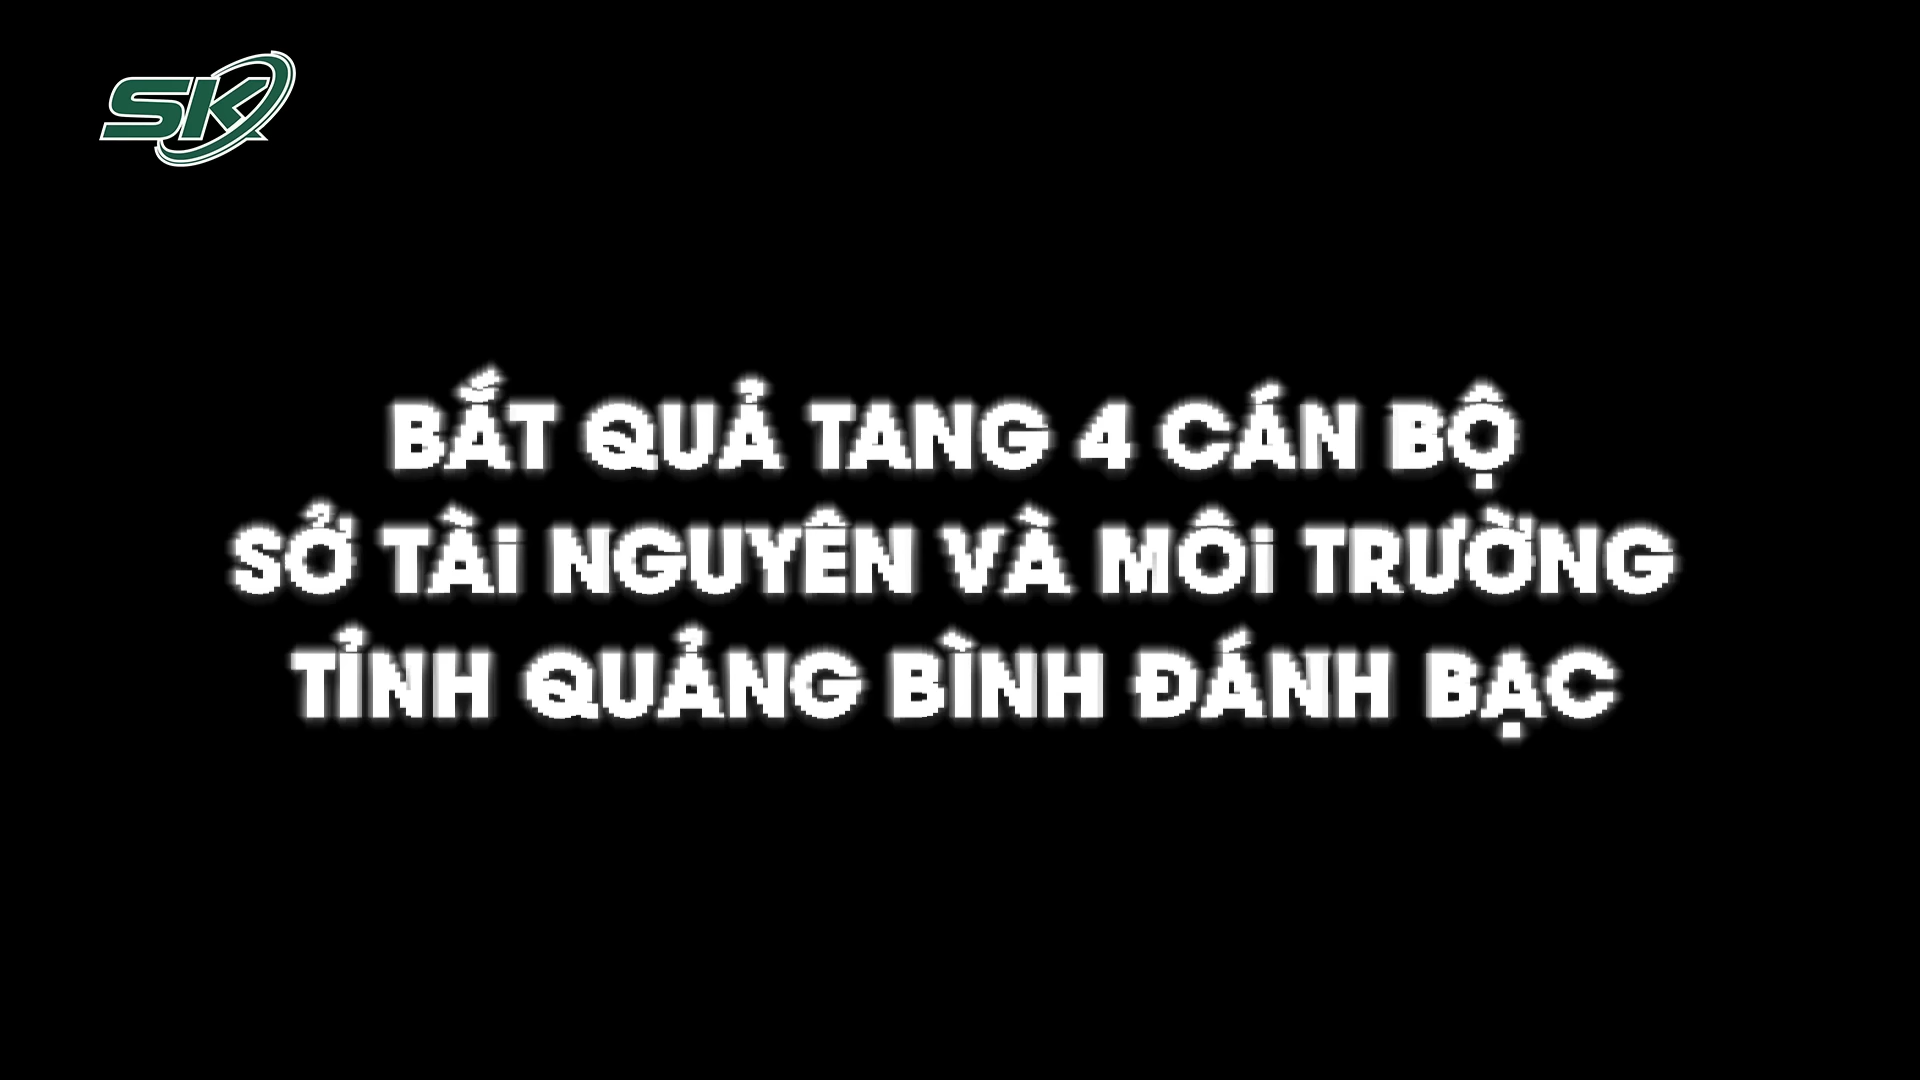 SK
BẮT QUẢ TANG 4 CÁN BỘ
SỞ TÀI NGUYÊN VÀ MÔI TRƯỜNG
TỈNH QUẢNG BÌNH ĐÁNH BẠC